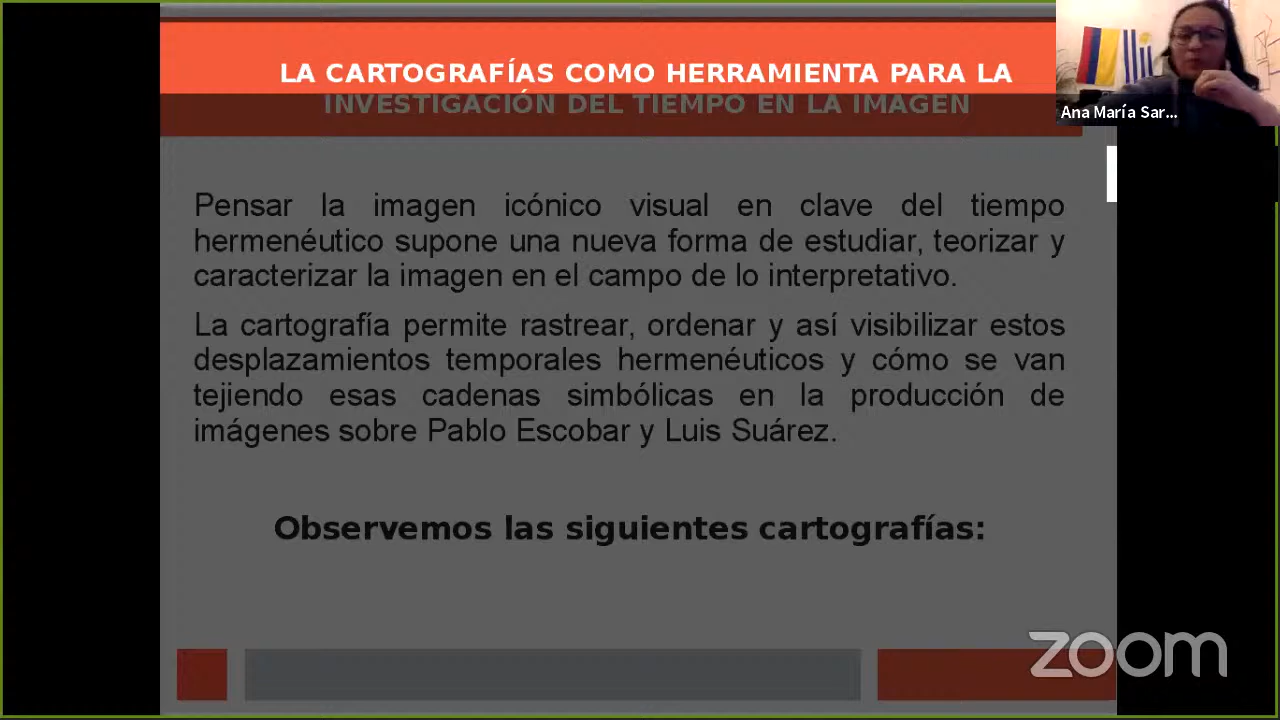 LA CARTOGRAFÍAS COMO HERRAMIENTA PARA LA
INVESTIGACIÓN DEL TIEMPO EN LA IMAGEN
Ana María Sar...
Pensar la imagen icónico visual en clave del tiempo
hermenéutico supone una nueva forma de estudiar, teorizar y
caracterizar la imagen en el campo de lo interpretativo.
La cartografía permite rastrear, ordenar y así visibilizar estos
desplazamientos temporales hermenéuticos y cómo se van
tejiendo esas cadenas simbólicas en la producción de
imágenes sobre Pablo Escobar y Luis Suárez.
Observemos las siguientes cartografías:
zoom